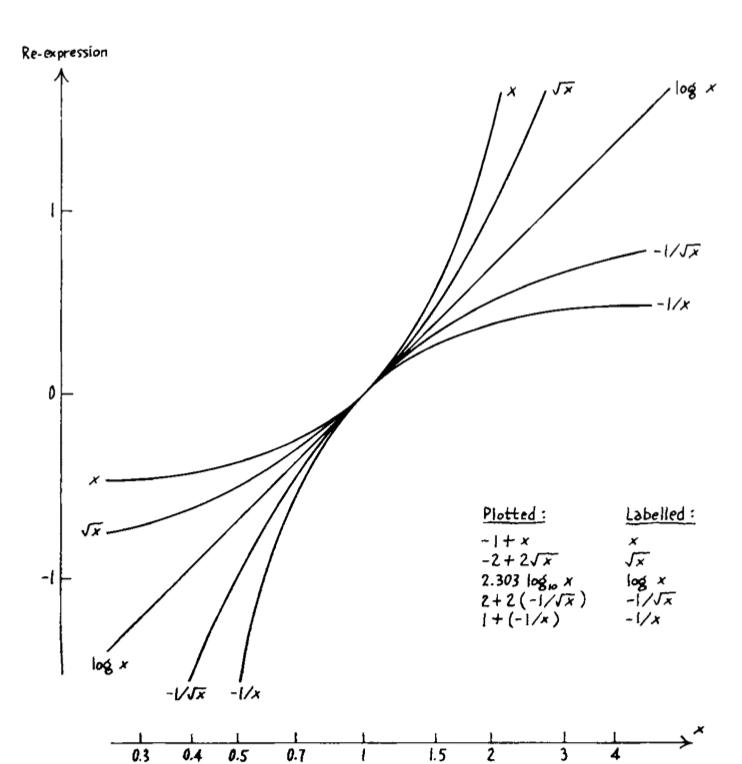 Re-expression
x
√x
log x
1
-1/√x
-1/x
0
x
√x
-1
log x
-1/√x
-1/x
Plotted: Labelled:
-1+x x
-2+2√x √x
2.303 log₁₀ x log x
2+2(-1/√x) -1/√x
1+(-1/x) -1/x
x
0.3 0.4 0.5 0.7 1 1.5 2 3 4